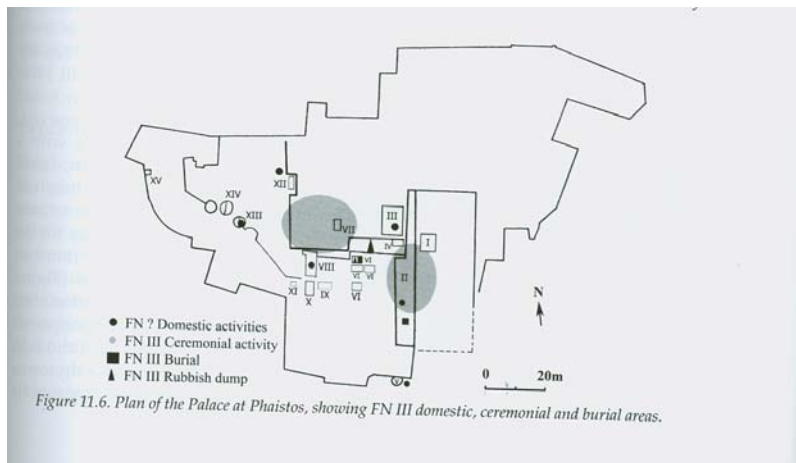 XV
XII
XIV
XIII
VII
III
IV
I
VI
VIII
VI
VI
II
XI
X
IX
VI
N
FN ? Domestic activities
FN III Ceremonial activity
FN III Burial
FN III Rubbish dump
V
0 20m
Figure 11.6. Plan of the Palace at Phaistos, showing FN III domestic, ceremonial and burial areas.